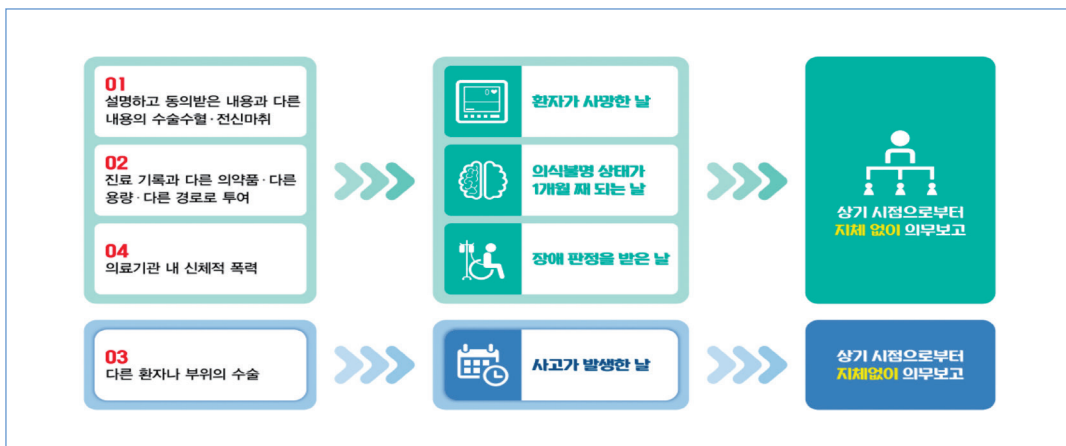 01
설명하고 동의받은 내용과 다른
내용의 수술수혈·전신마취
02
진료 기록과 다른 의약품·다른
용량·다른 경로로 투여
04
의료기관 내 신체적 폭력
환자가 사망한 날
의식불명 상태가
1개월 째 되는 날
장애 판정을 받은 날
상기 시점으로부터
지체 없이 의무보고
03
다른 환자나 부위의 수술
사고가 발생한 날
상기 시점으로부터
지체없이 의무보고